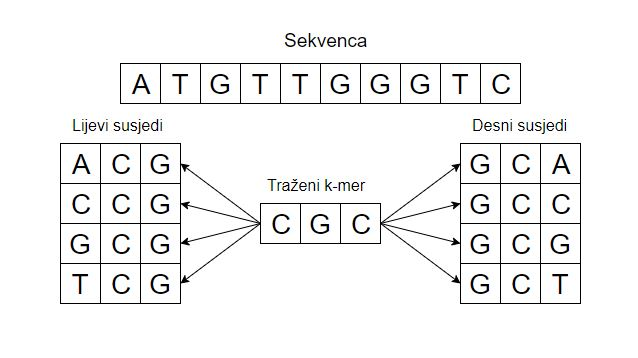 Sekvenca
A T G T T G G G T C
Lijevi susjedi
Desni susjedi
A C G
C C G
G C G
T C G
Traženi k-mer
C G C
G C A
G C C
G C G
G C T